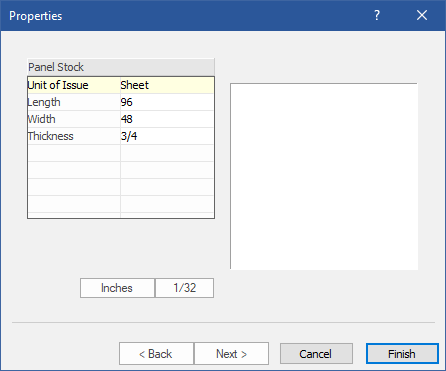 Properties ?
Panel Stock
Unit of Issue Sheet
Length 96
Width 48
Thickness 3/4
Inches 1/32
< Back Next > Cancel Finish